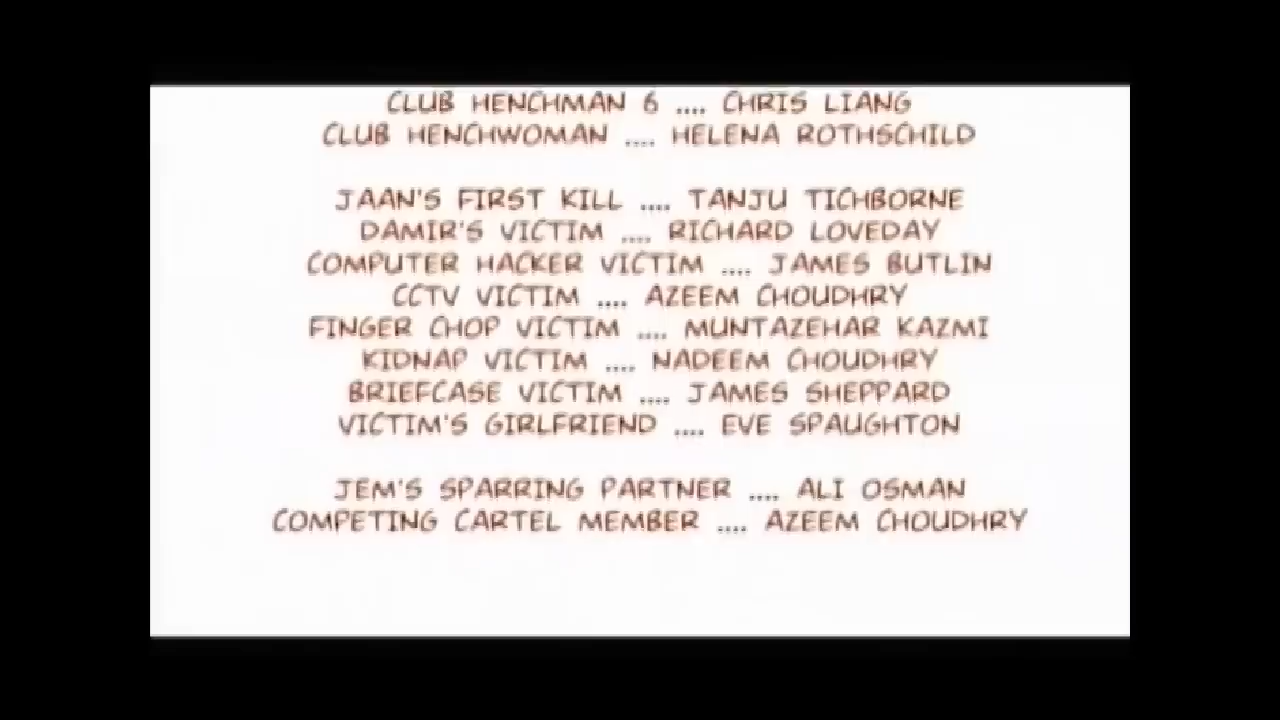 CLUB HENCHMAN 6 .... CHRIS LIANG
CLUB HENCHWOMAN .... HELENA ROTHSCHILD
JAAN'S FIRST KILL .... TANJU TICHBORNE
DAMIR'S VICTIM .... RICHARD LOVEDAY
COMPUTER HACKER VICTIM .... JAMES BUTLIN
CCTV VICTIM .... AZEEM CHOUDHRY
FINGER CHOP VICTIM .... MUNTAZEHAR KAZMI
KIDNAP VICTIM .... NADEEM CHOUDHRY
BRIEFCASE VICTIM .... JAMES SHEPPARD
VICTIM'S GIRLFRIEND .... EVE SPAUGHTON
JEM'S SPARRING PARTNER .... ALI OSMAN
COMPETING CARTEL MEMBER .... AZEEM CHOUDHRY